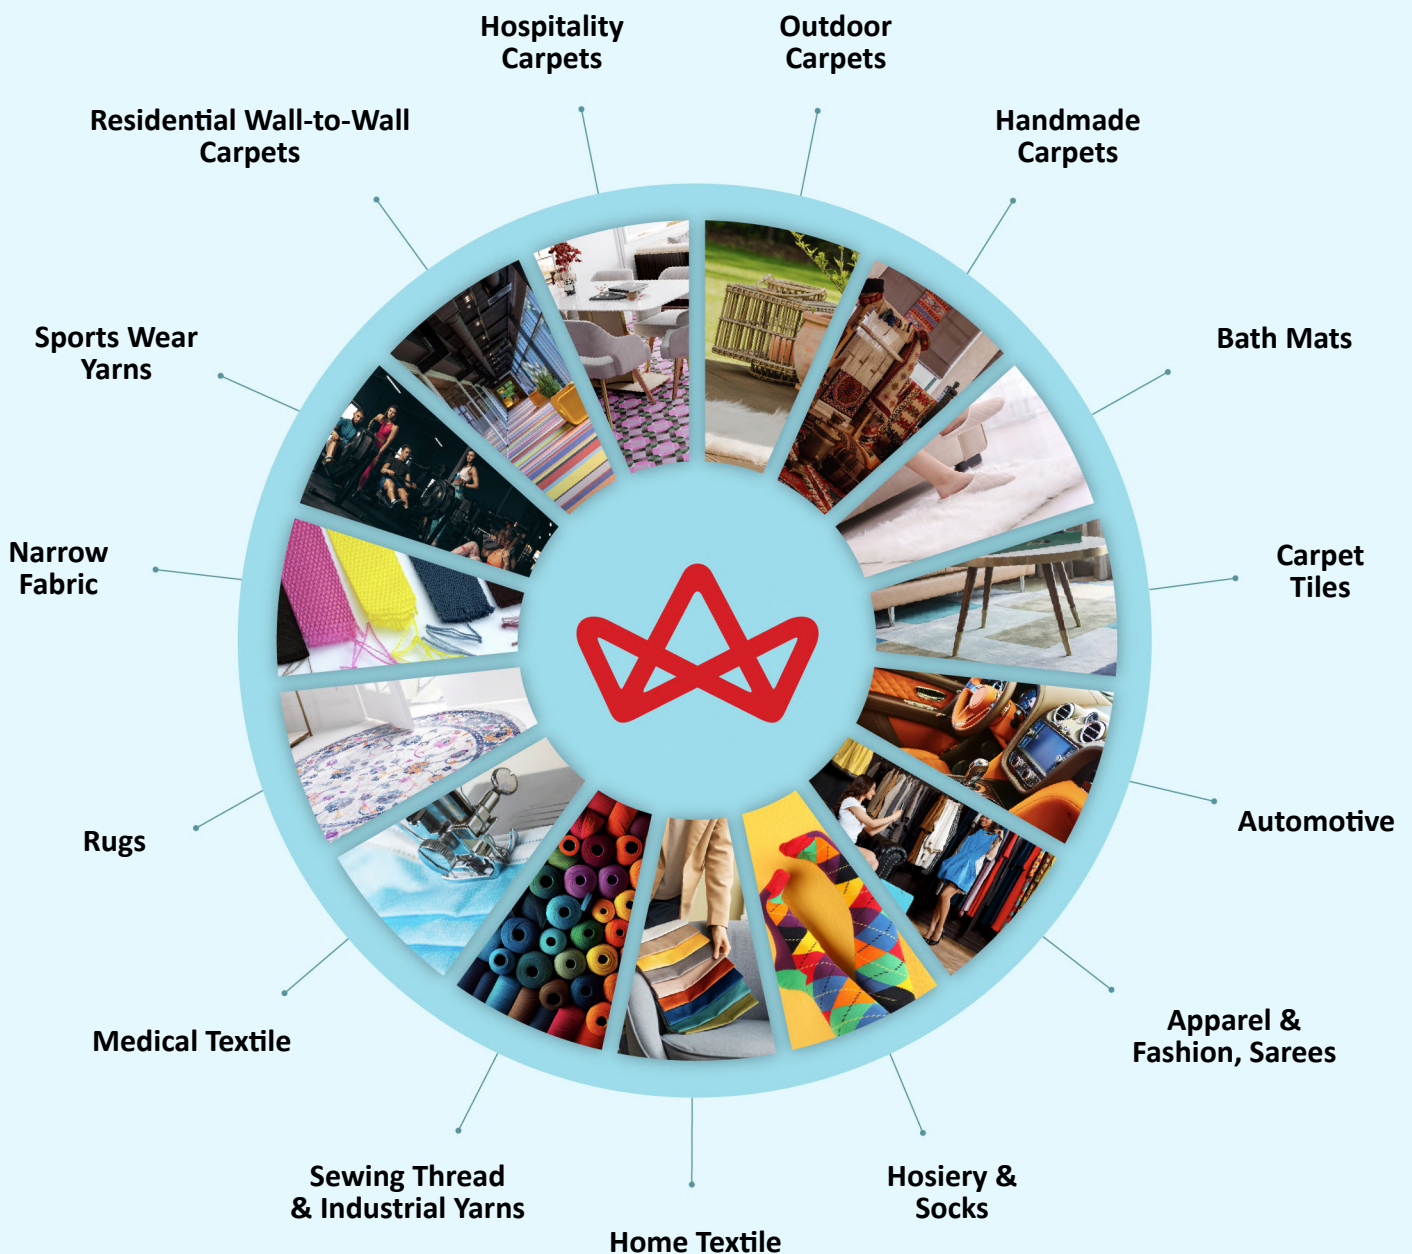 Hospitality
Carpets
Outdoor
Carpets
Handmade
Carpets
Bath Mats
Carpet
Tiles
Automotive
Apparel &
Fashion, Sarees
Hosiery &
Socks
Home Textile
Sewing Thread
& Industrial Yarns
Medical Textile
Rugs
Narrow
Fabric
Sports Wear
Yarns
Residential Wall-to-Wall
Carpets